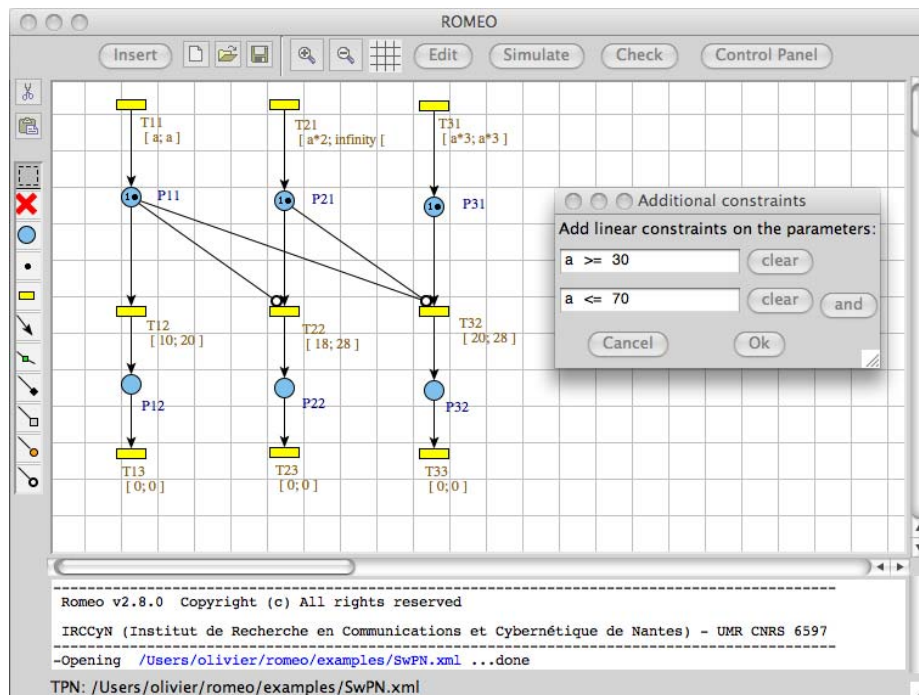 ROMEO
Insert Edit Simulate Check Control Panel
T11
[ a; a ]
T21
[ a*2; infinity [
T31
[ a*3; a*3 ]
1 P11
1 P21
1 P31
T12
[ 10; 20 ]
T22
[ 18; 28 ]
T32
[ 20; 28 ]
P12
P22
P32
T13
[ 0; 0 ]
T23
[ 0; 0 ]
T33
[ 0; 0 ]
Additional constraints
Add linear constraints on the parameters:
a >= 30 clear
a <= 70 clear and
Cancel Ok
Romeo v2.8.0 Copyright (c) All rights reserved
IRCCyN (Institut de Recherche en Communications et Cybernétique de Nantes) - UMR CNRS 6597
-Opening /Users/olivier/romeo/examples/SwPN.xml ...done
TPN: /Users/olivier/romeo/examples/SwPN.xml